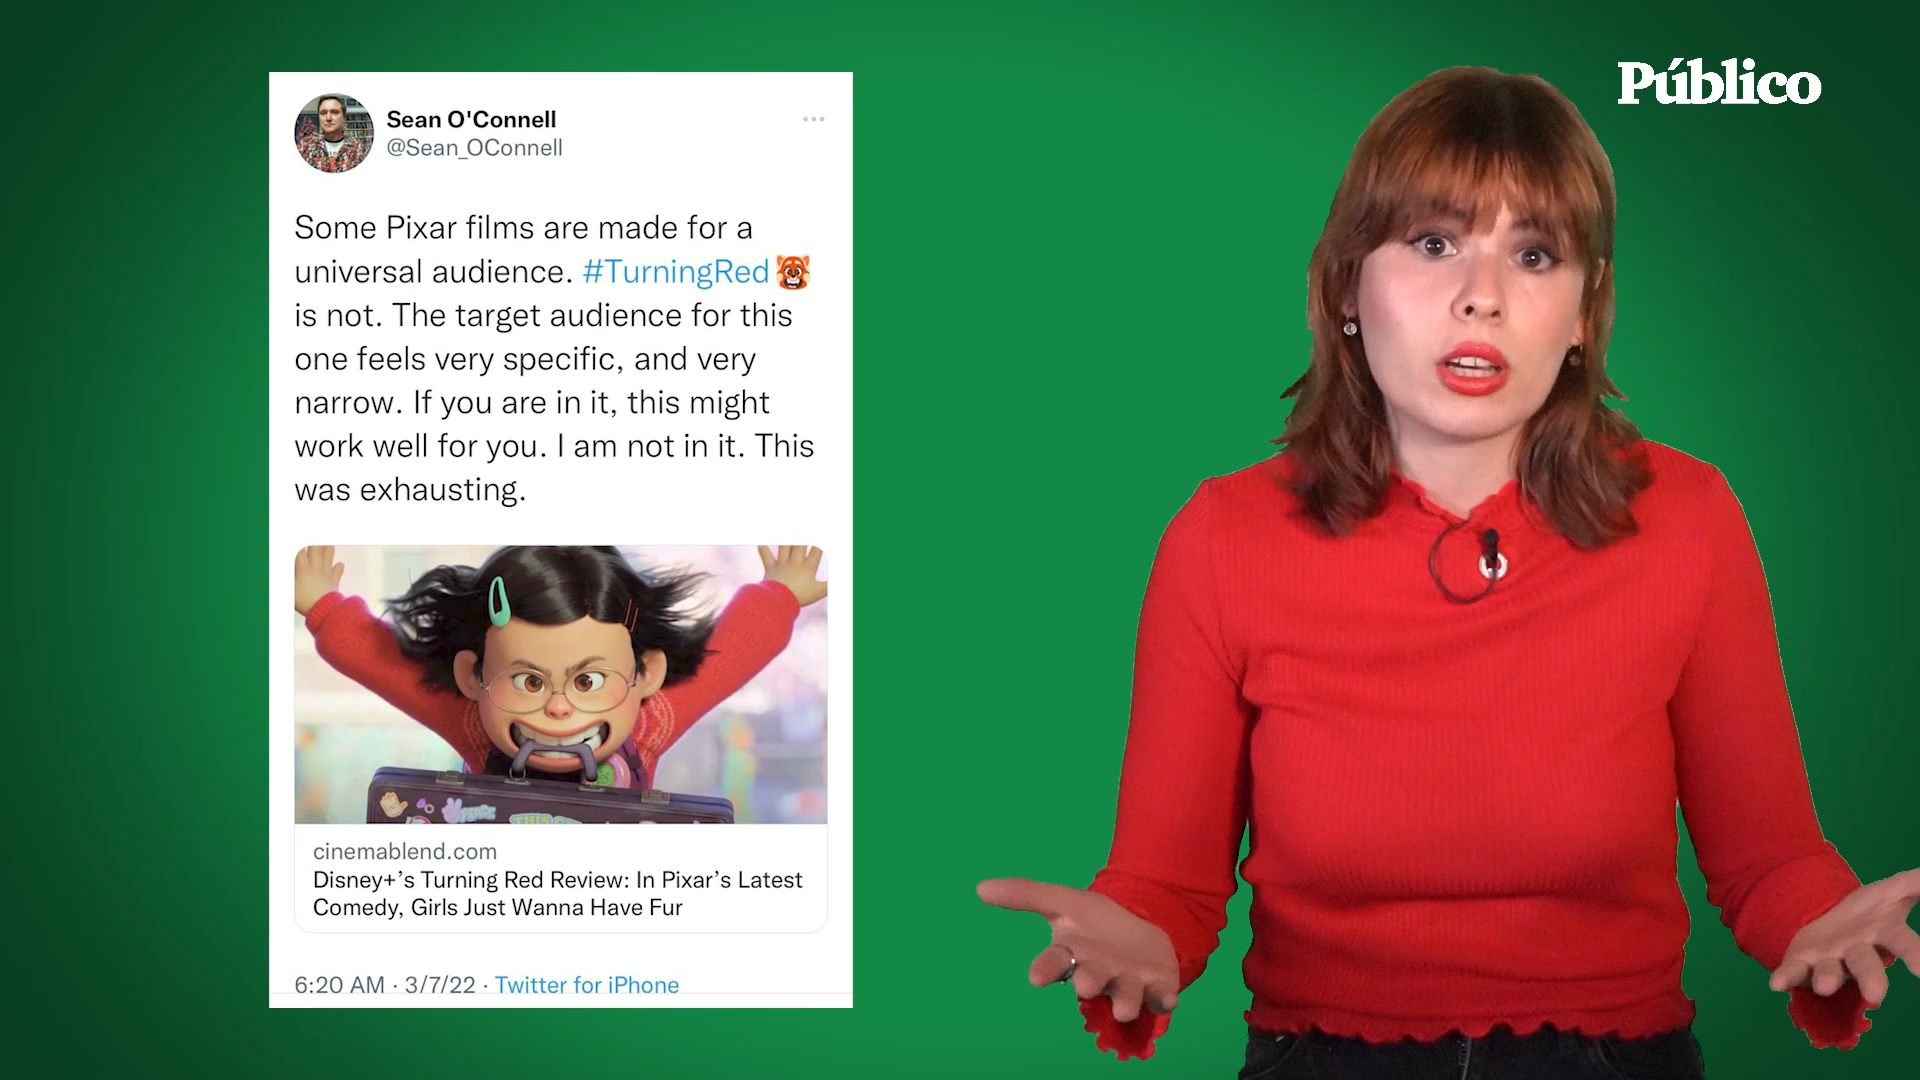 Público
Sean O'Connell
@Sean_OConnell
Some Pixar films are made for a
universal audience. #TurningRed
is not. The target audience for this
one feels very specific, and very
narrow. If you are in it, this might
work well for you. I am not in it. This
was exhausting.
cinemablend.com
Disney+’s Turning Red Review: In Pixar’s Latest
Comedy, Girls Just Wanna Have Fur
6:20 AM · 3/7/22 · Twitter for iPhone